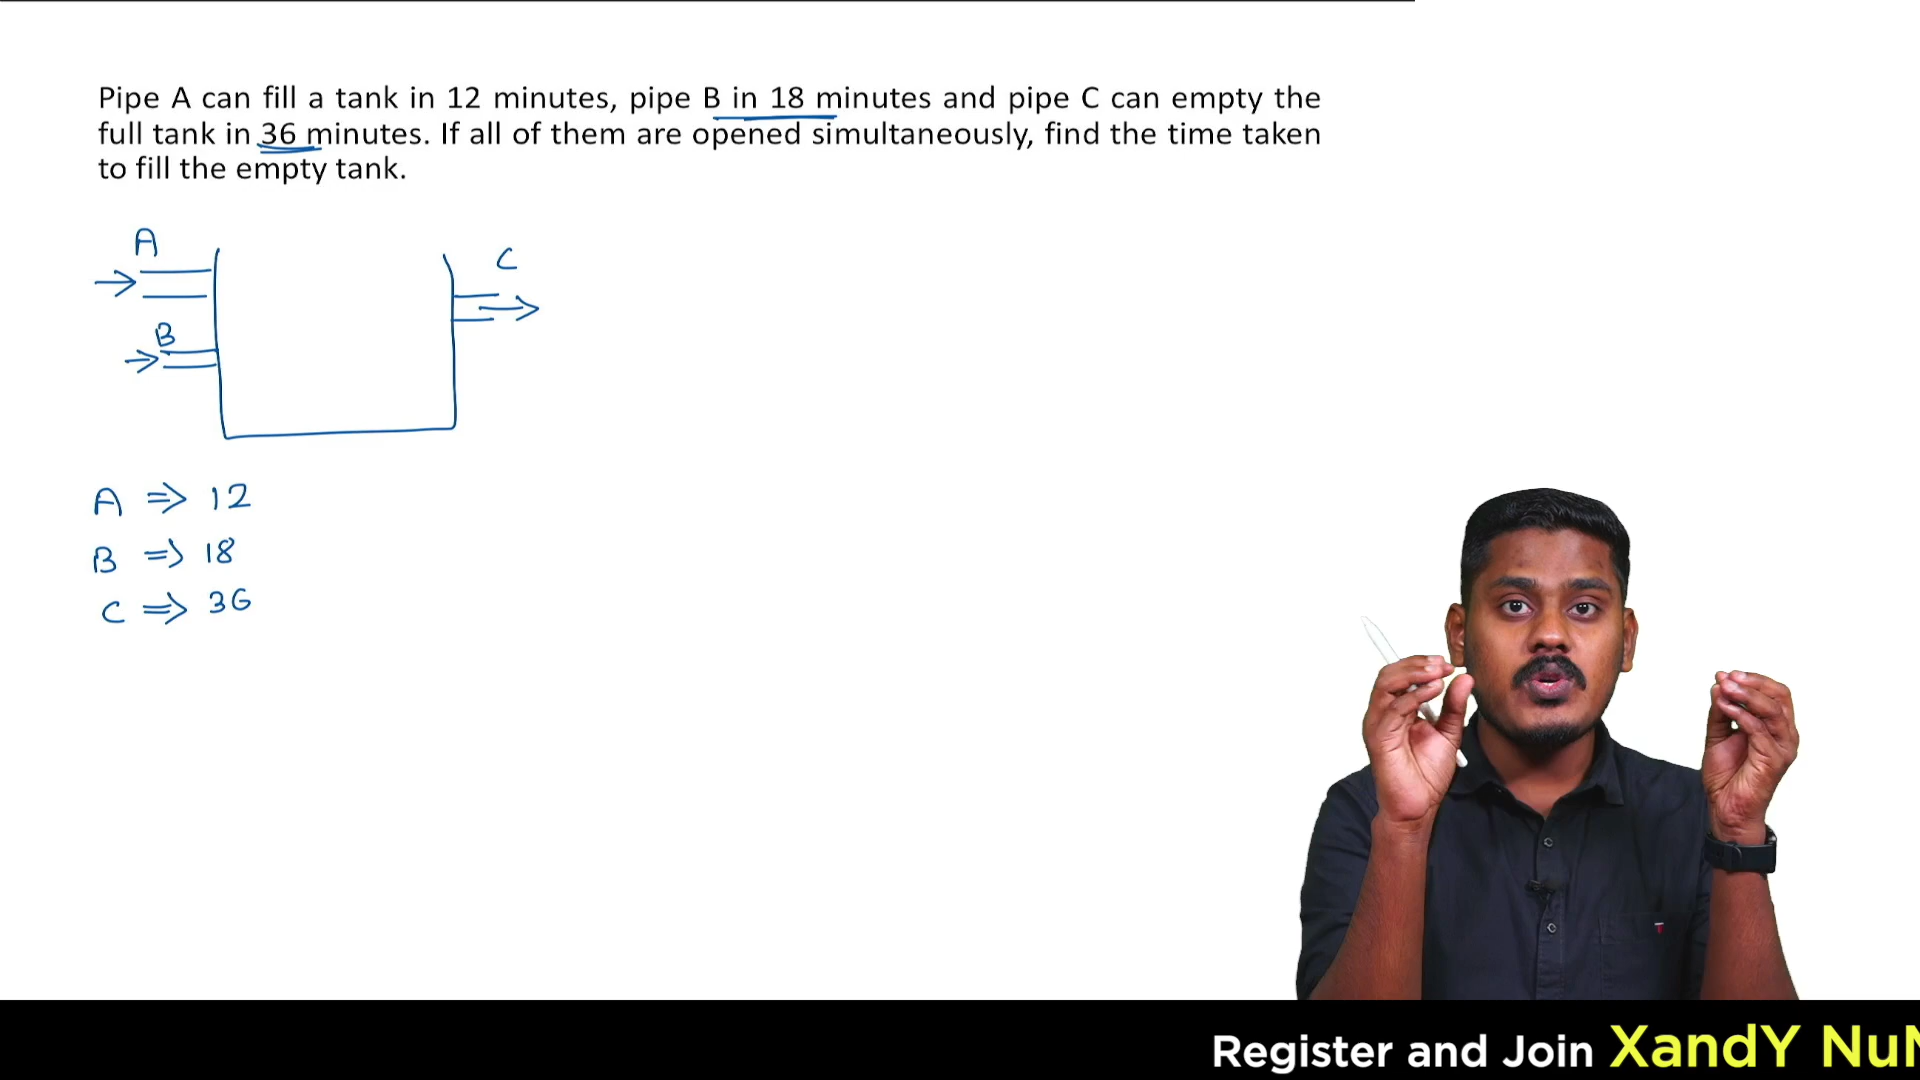 Pipe A can fill a tank in 12 minutes, pipe B in 18 minutes and pipe C can empty the
full tank in 36 minutes. If all of them are opened simultaneously, find the time taken
to fill the empty tank.
A
C
B
A => 12
B => 18
C => 36
Register and Join XandY NuM